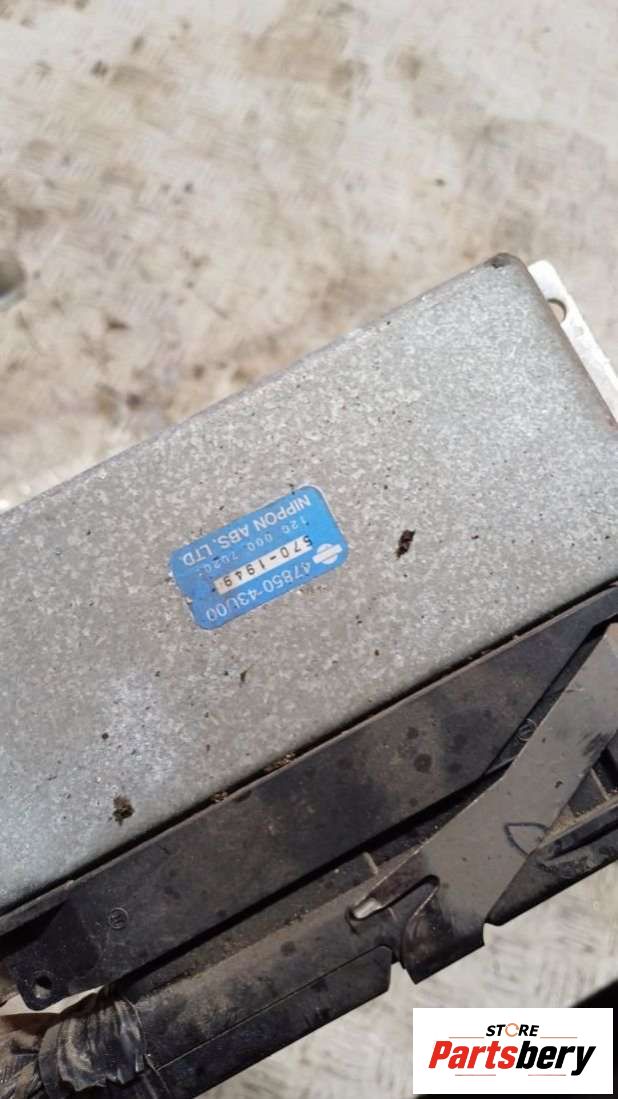 47850-43U00
570-1949
NIPPON ABS, LTD.
STORE
Partsbery